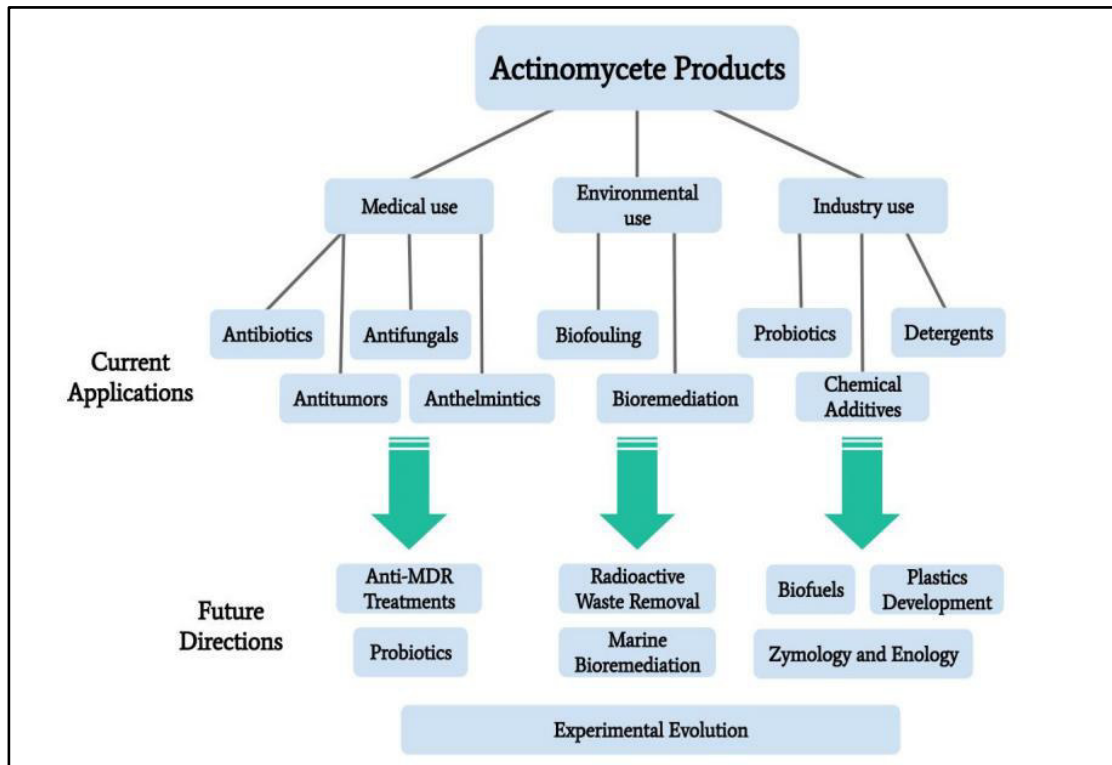 Actinomycete Products
Medical use
Environmental
use
Industry use
Antibiotics
Antifungals
Biofouling
Probiotics
Detergents
Current
Applications
Antitumors
Anthelmintics
Bioremediation
Chemical
Additives
Future
Directions
Anti-MDR
Treatments
Radioactive
Waste Removal
Biofuels
Plastics
Development
Probiotics
Marine
Bioremediation
Zymology and Enology
Experimental Evolution